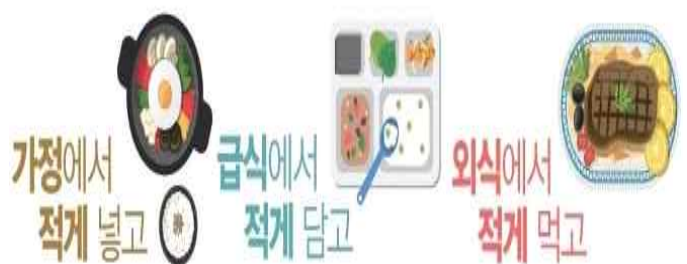 가정에서
적게 넣고
급식에서
적게 담고
외식에서
적게 먹고